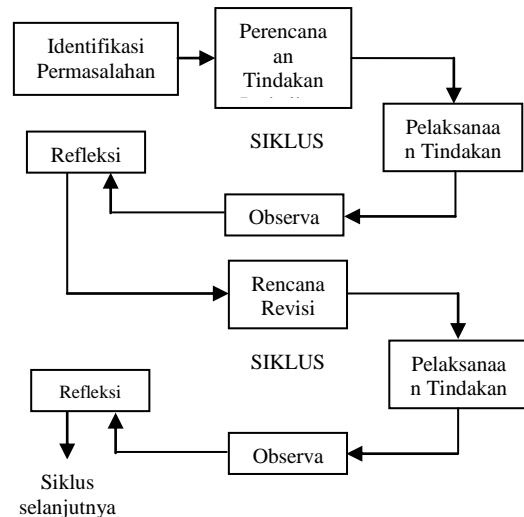 Identifikasi
Permasalahan
Perencana
an
Tindakan
Pelaksanaa
n Tindakan
SIKLUS
Refleksi
Observa
Rencana
Revisi
Pelaksanaa
n Tindakan
SIKLUS
Refleksi
Observa
Siklus
selanjutnya